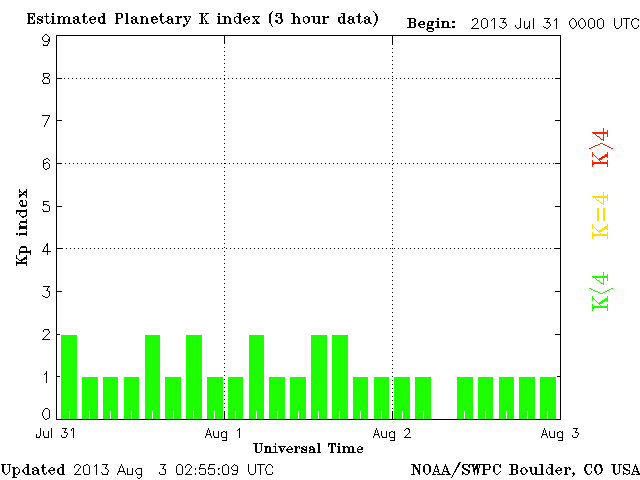 Estimated Planetary K index (3 hour data) Begin: 2013 Jul 31 0000 UTC
9
8
7
6
5
4
3
2
1
0
Kp index
K>4
K=4
K<4
Jul 31 Aug 1 Aug 2 Aug 3
Universal Time
Updated 2013 Aug 3 02:55:09 UTC NOAA/SWPC Boulder, CO USA